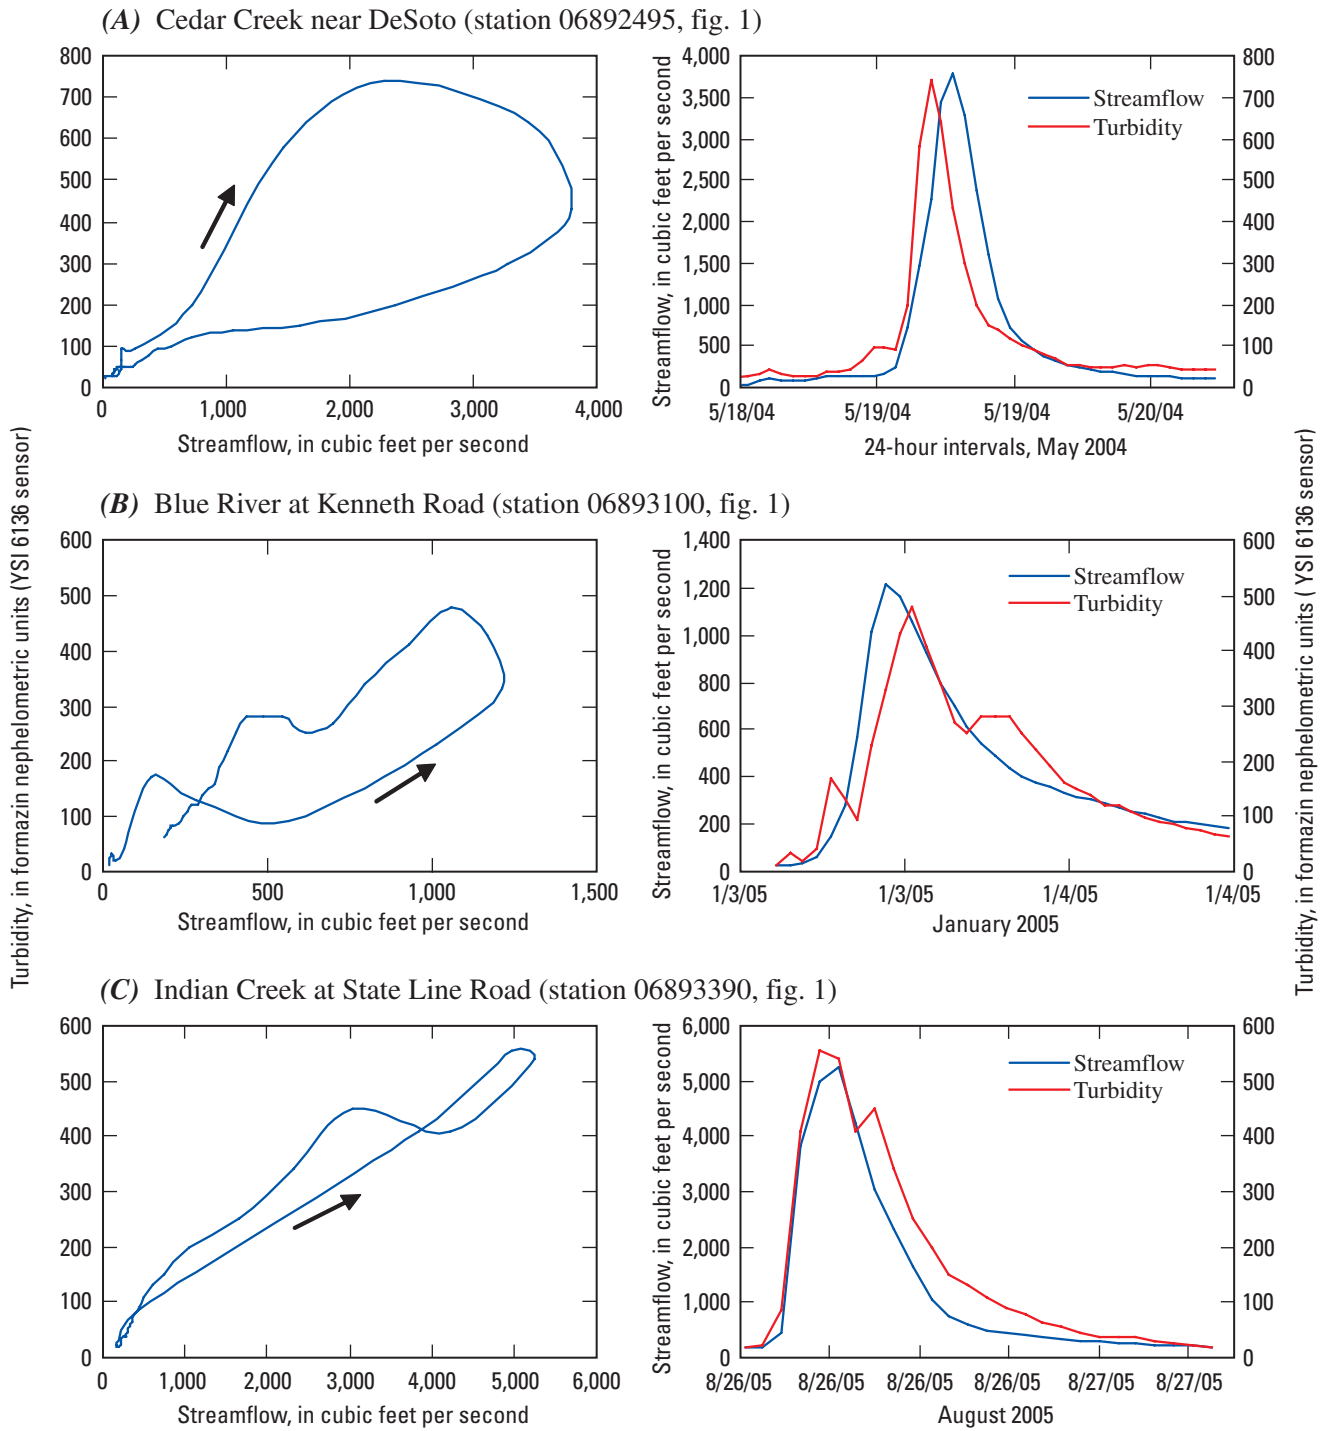 (A) Cedar Creek near DeSoto (station 06892495, fig. 1)
800
700
600
500
400
300
200
100
0
0 1,000 2,000 3,000 4,000
Streamflow, in cubic feet per second
Streamflow, in cubic feet per second
4,000
3,500
3,000
2,500
2,000
1,500
1,000
500
0
Streamflow
Turbidity
800
700
600
500
400
300
200
100
0
5/18/04 5/19/04 5/19/04 5/20/04
24-hour intervals, May 2004
Turbidity, in formazin nephelometric units (YSI 6136 sensor)
(B) Blue River at Kenneth Road (station 06893100, fig. 1)
600
500
400
300
200
100
0
0 500 1,000 1,500
Streamflow, in cubic feet per second
Streamflow, in cubic feet per second
1,400
1,200
1,000
800
600
400
200
0
Streamflow
Turbidity
600
500
400
300
200
100
0
1/3/05 1/3/05 1/4/05 1/4/05
January 2005
Turbidity, in formazin nephelometric units ( YSI 6136 sensor)
(C) Indian Creek at State Line Road (station 06893390, fig. 1)
600
500
400
300
200
100
0
0 1,000 2,000 3,000 4,000 5,000 6,000
Streamflow, in cubic feet per second
Streamflow, in cubic feet per second
6,000
5,000
4,000
3,000
2,000
1,000
0
Streamflow
Turbidity
600
500
400
300
200
100
0
8/26/05 8/26/05 8/26/05 8/26/05 8/27/05 8/27/05
August 2005